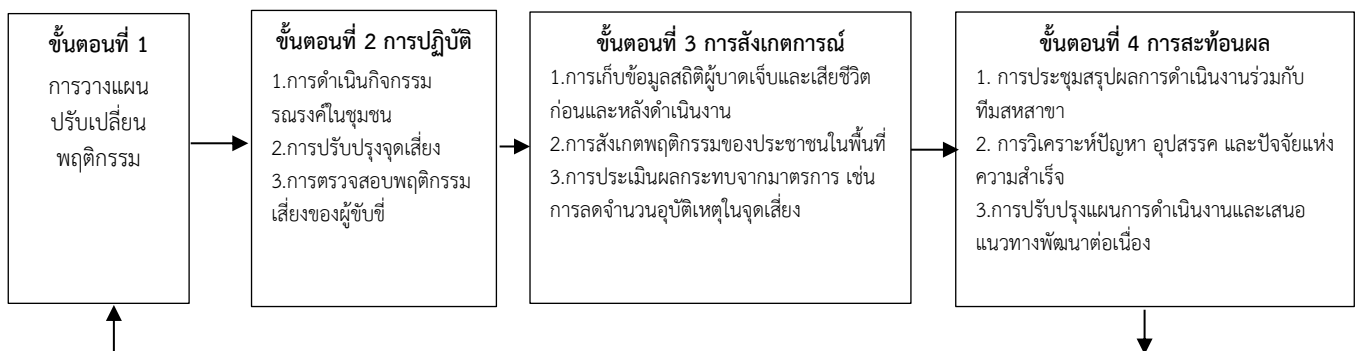 ขั้นตอนที่ 1
การวางแผน
ปรับเปลี่ยน
พฤติกรรม
ขั้นตอนที่ 2 การปฏิบัติ
1.การดำเนินกิจกรรม
รณรงค์ในชุมชน
2.การปรับปรุงจุดเสี่ยง
3.การตรวจสอบพฤติกรรม
เสี่ยงของผู้ขับขี่
ขั้นตอนที่ 3 การสังเกตการณ์
1.การเก็บข้อมูลสถิติผู้บาดเจ็บและเสียชีวิต
ก่อนและหลังดำเนินงาน
2.การสังเกตพฤติกรรมของประชาชนในพื้นที่
3.การประเมินผลกระทบจากมาตรการ เช่น
การลดจำนวนอุบัติเหตุในจุดเสี่ยง
ขั้นตอนที่ 4 การสะท้อนผล
1. การประชุมสรุปผลการดำเนินงานร่วมกับ
ทีมสหสาขา
2. การวิเคราะห์ปัญหา อุปสรรค และปัจจัยแห่ง
ความสำเร็จ
3.การปรับปรุงแผนการดำเนินงานและเสนอ
แนวทางพัฒนาต่อเนื่อง